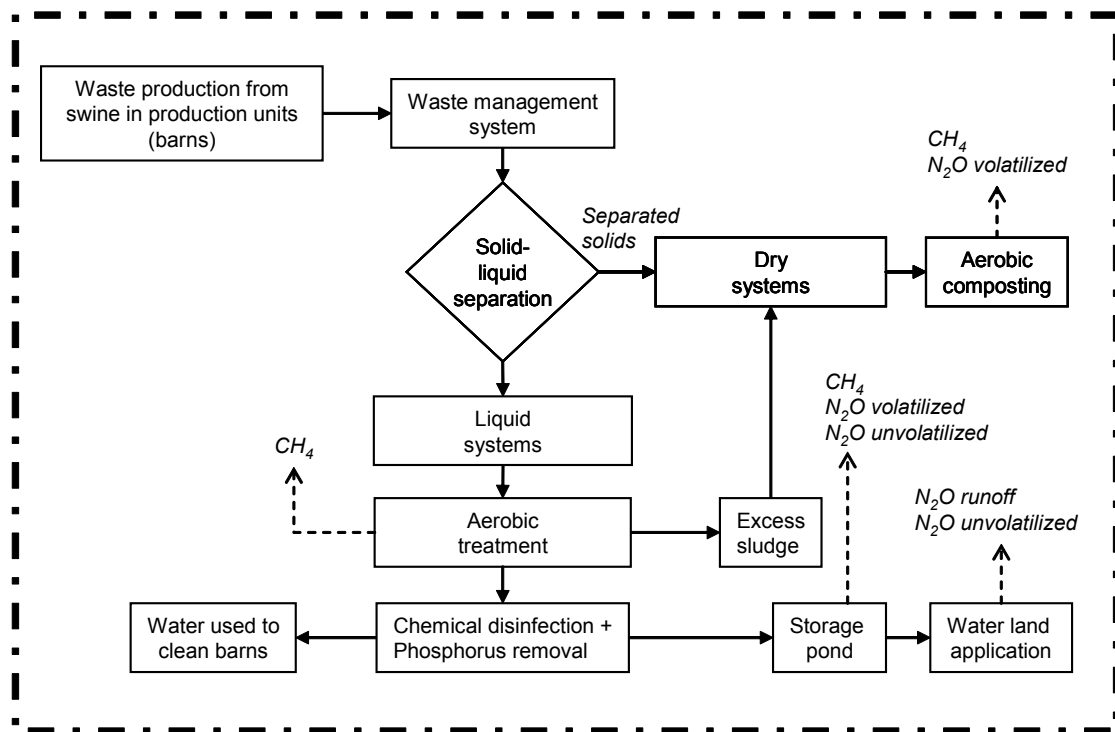 Waste production from
swine in production units
(barns)
Waste management
system
CH₄
N₂O volatilized
Separated
solids
Solid-
liquid
separation
Dry
systems
Aerobic
composting
Liquid
systems
CH₄
N₂O volatilized
N₂O unvolatilized
CH₄
N₂O runoff
N₂O unvolatilized
Aerobic
treatment
Excess
sludge
Water used to
clean barns
Chemical disinfection +
Phosphorus removal
Storage
pond
Water land
application